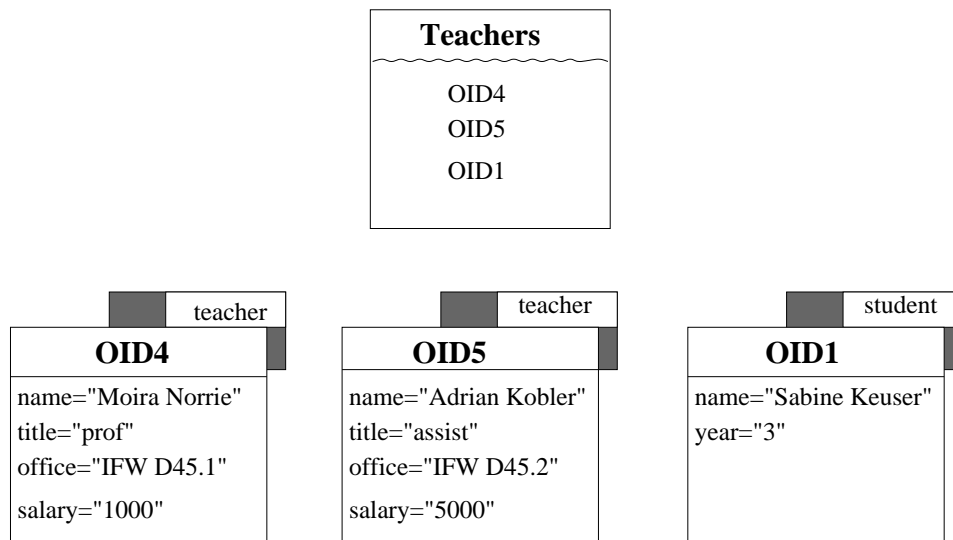 Teachers
OID4
OID5
OID1
teacher
OID4
name="Moira Norrie"
title="prof"
office="IFW D45.1"
salary="1000"
teacher
OID5
name="Adrian Kobler"
title="assist"
office="IFW D45.2"
salary="5000"
student
OID1
name="Sabine Keuser"
year="3"